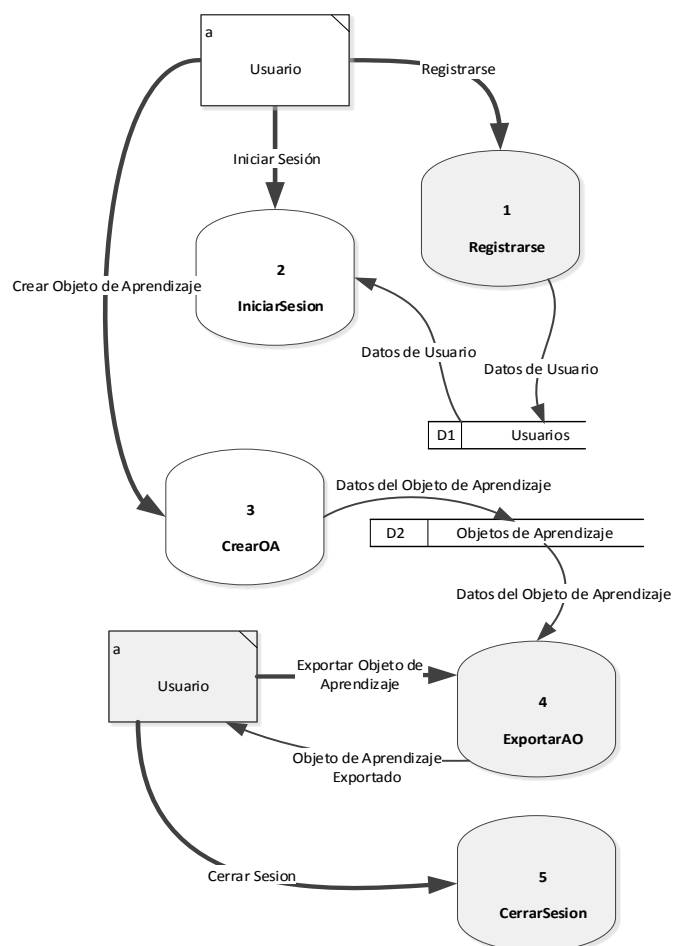 a
Usuario
Registrarse
Iniciar Sesión
1
Registrarse
2
IniciarSesion
Crear Objeto de Aprendizaje
Datos de Usuario
Datos de Usuario
D1
Usuarios
3
CrearOA
Datos del Objeto de Aprendizaje
D2
Objetos de Aprendizaje
Datos del Objeto de Aprendizaje
a
Usuario
Exportar Objeto de
Aprendizaje
4
ExportarAO
Objeto de Aprendizaje
Exportado
Cerrar Sesion
5
CerrarSesion